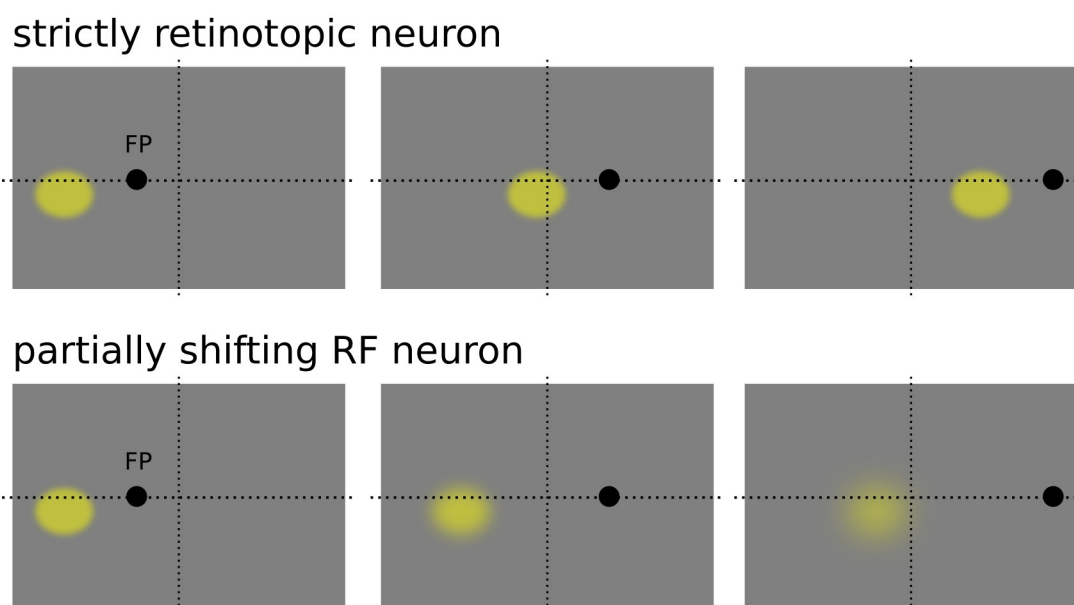 strictly retinotopic neuron
FP
partially shifting RF neuron
FP